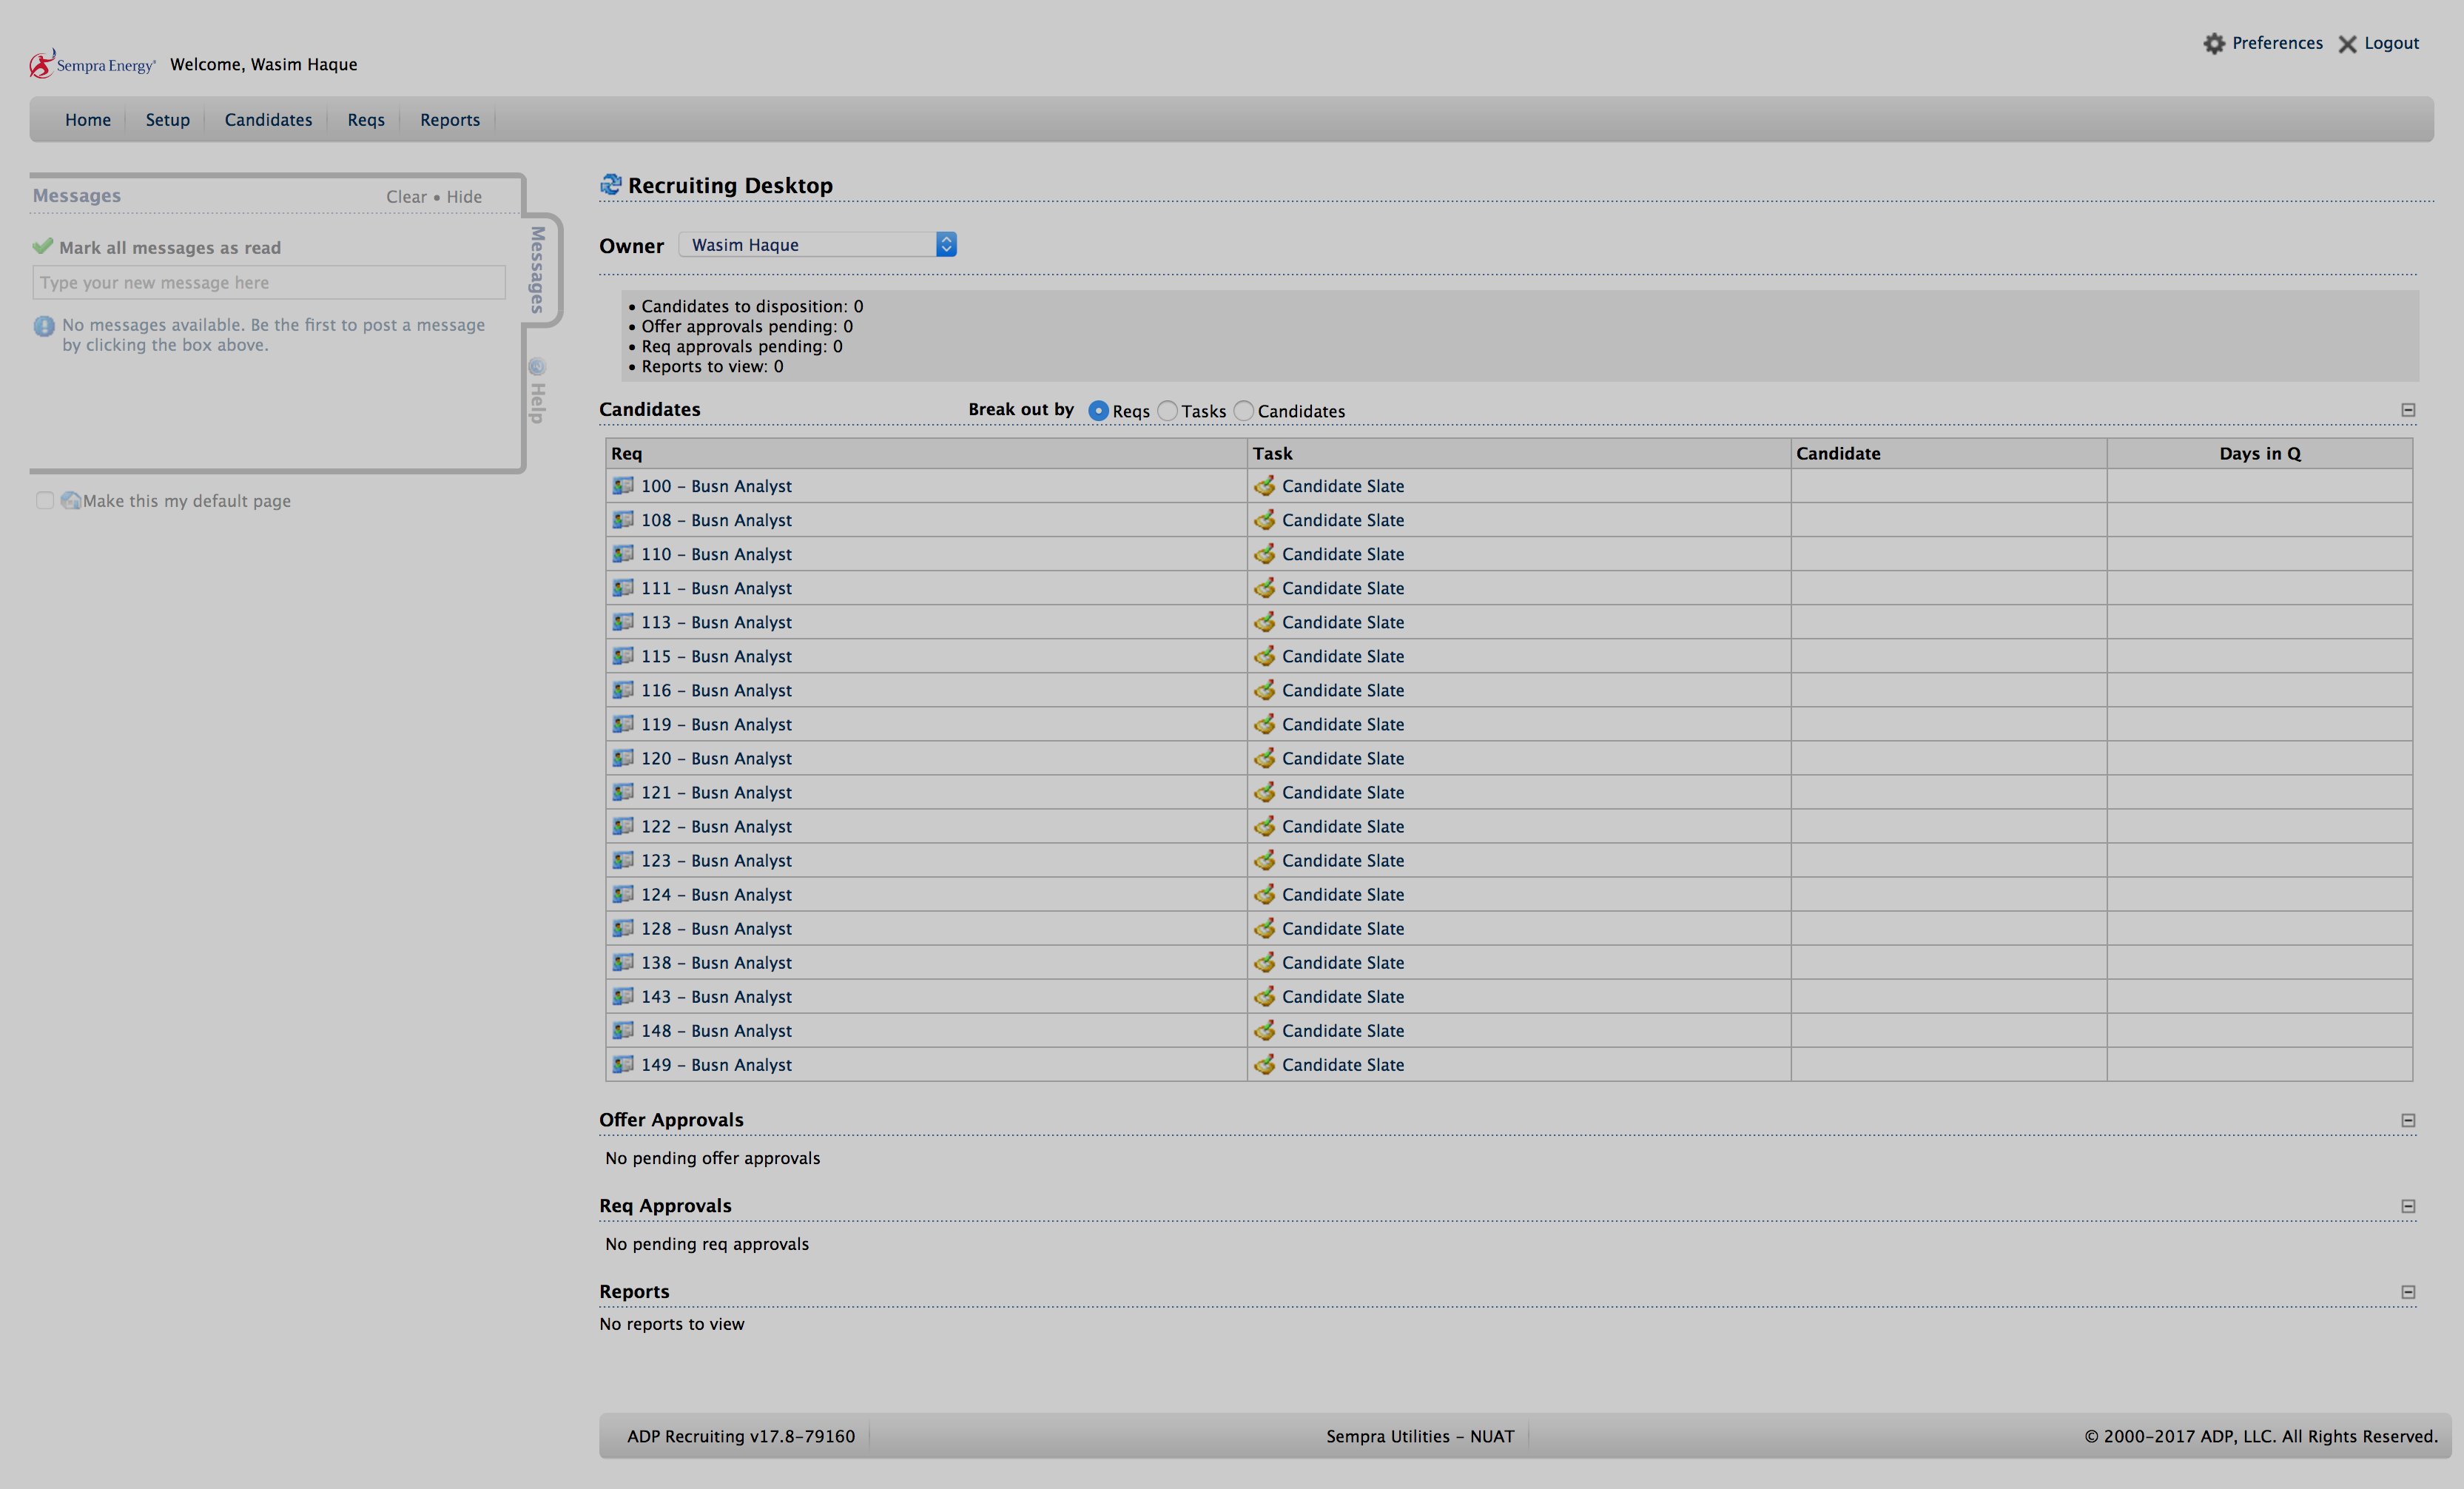 Sempra Energy® Welcome, Wasim Haque
Preferences Logout
Home Setup Candidates Reqs Reports
Messages Clear • Hide
Mark all messages as read
Type your new message here
No messages available. Be the first to post a message
by clicking the box above.
Messages
Help
Make this my default page
Recruiting Desktop
Owner Wasim Haque
• Candidates to disposition: 0
• Offer approvals pending: 0
• Req approvals pending: 0
• Reports to view: 0
Candidates Break out by Reqs Tasks Candidates
Req Task Candidate Days in Q
100 – Busn Analyst Candidate Slate
108 – Busn Analyst Candidate Slate
110 – Busn Analyst Candidate Slate
111 – Busn Analyst Candidate Slate
113 – Busn Analyst Candidate Slate
115 – Busn Analyst Candidate Slate
116 – Busn Analyst Candidate Slate
119 – Busn Analyst Candidate Slate
120 – Busn Analyst Candidate Slate
121 – Busn Analyst Candidate Slate
122 – Busn Analyst Candidate Slate
123 – Busn Analyst Candidate Slate
124 – Busn Analyst Candidate Slate
128 – Busn Analyst Candidate Slate
138 – Busn Analyst Candidate Slate
143 – Busn Analyst Candidate Slate
148 – Busn Analyst Candidate Slate
149 – Busn Analyst Candidate Slate
Offer Approvals
No pending offer approvals
Req Approvals
No pending req approvals
Reports
No reports to view
ADP Recruiting v17.8–79160 Sempra Utilities – NUAT © 2000–2017 ADP, LLC. All Rights Reserved.